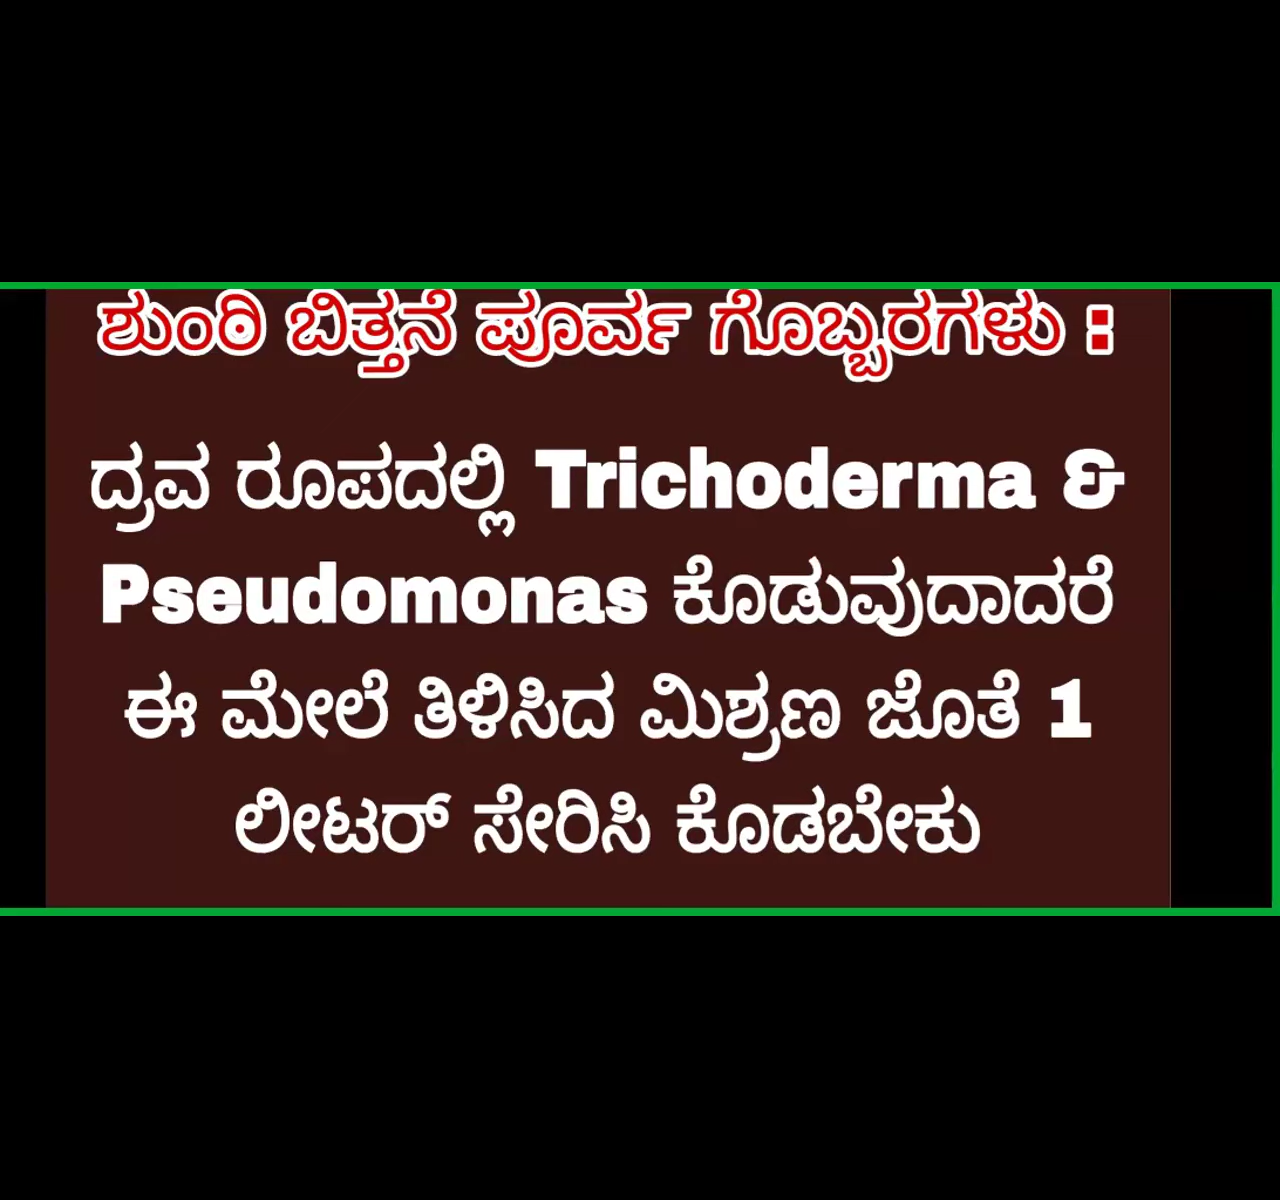 ಶುಂಠಿ ಬಿತ್ತನೆ ಪೂರ್ವ ಗೊಬ್ಬರಗಳು :
ದ್ರವ ರೂಪದಲ್ಲಿ Trichoderma &
Pseudomonas ಕೊಡುವುದಾದರೆ
ಈ ಮೇಲೆ ತಿಳಿಸಿದ ಮಿಶ್ರಣ ಜೊತೆ 1
ಲೀಟರ್ ಸೇರಿಸಿ ಕೊಡಬೇಕು